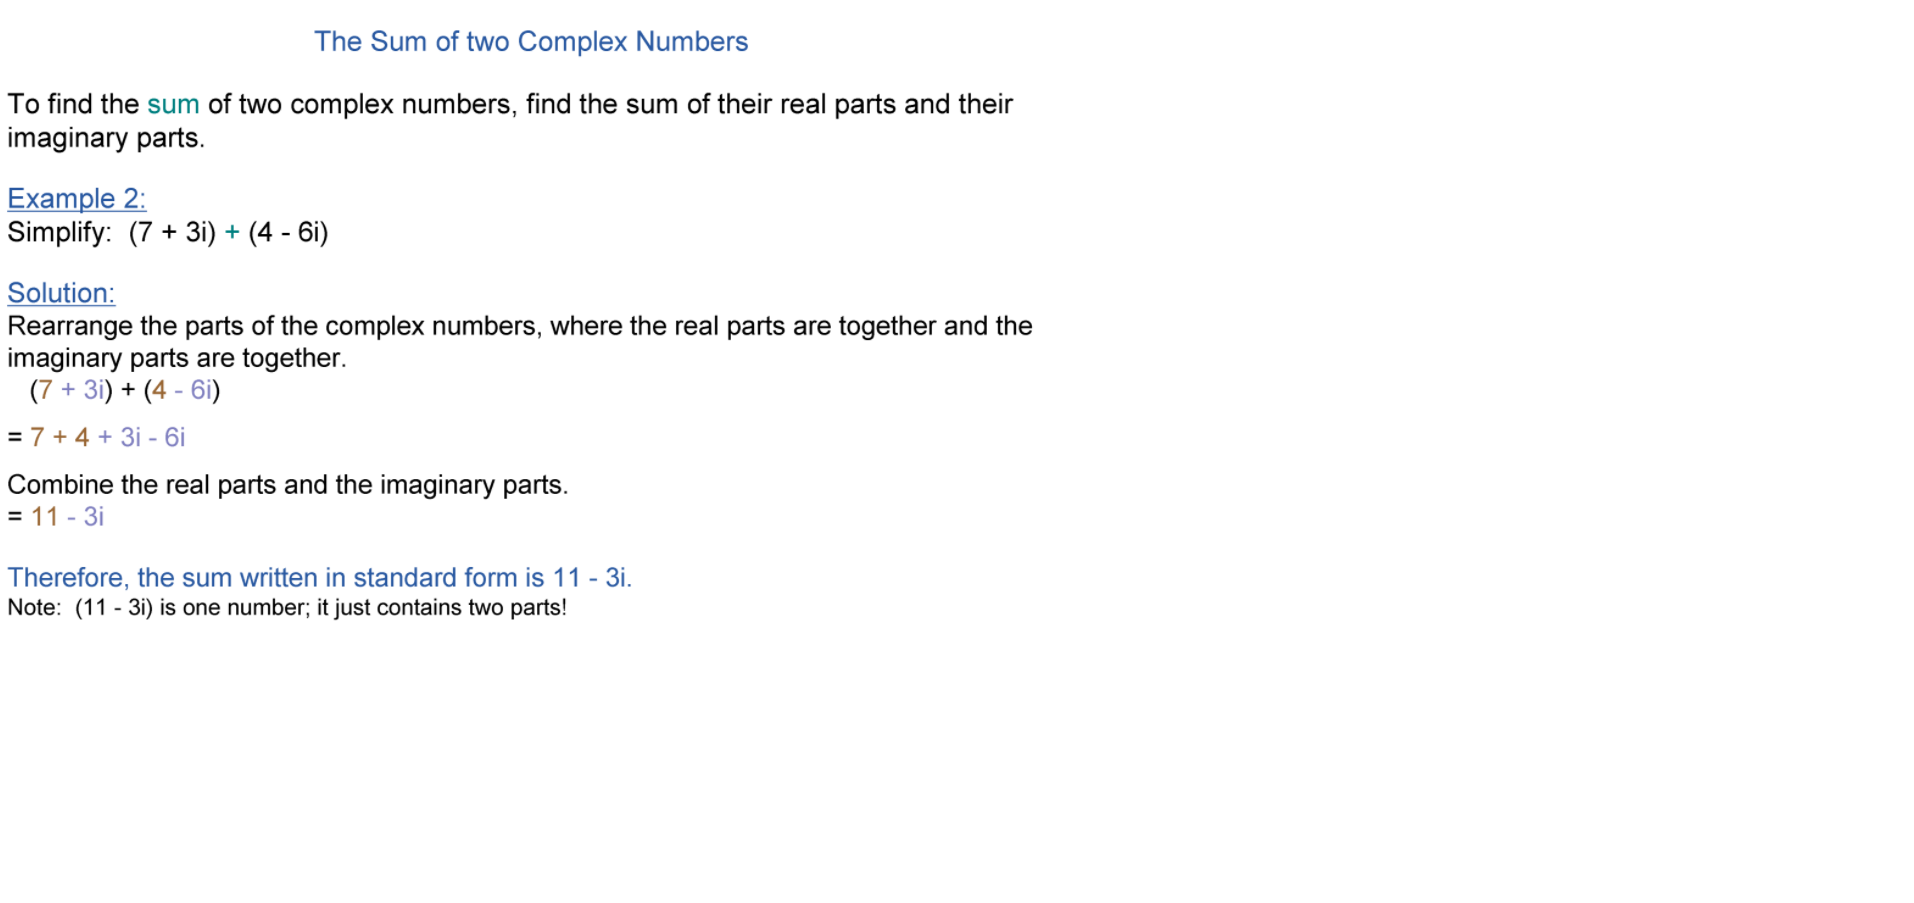 The Sum of two Complex Numbers
To find the sum of two complex numbers, find the sum of their real parts and their
imaginary parts.
Example 2:
Simplify:  (7 + 3i) + (4 - 6i)
Solution:
Rearrange the parts of the complex numbers, where the real parts are together and the
imaginary parts are together.
(7 + 3i) + (4 - 6i)
= 7 + 4 + 3i - 6i
Combine the real parts and the imaginary parts.
= 11 - 3i
Therefore, the sum written in standard form is 11 - 3i.
Note:  (11 - 3i) is one number; it just contains two parts!